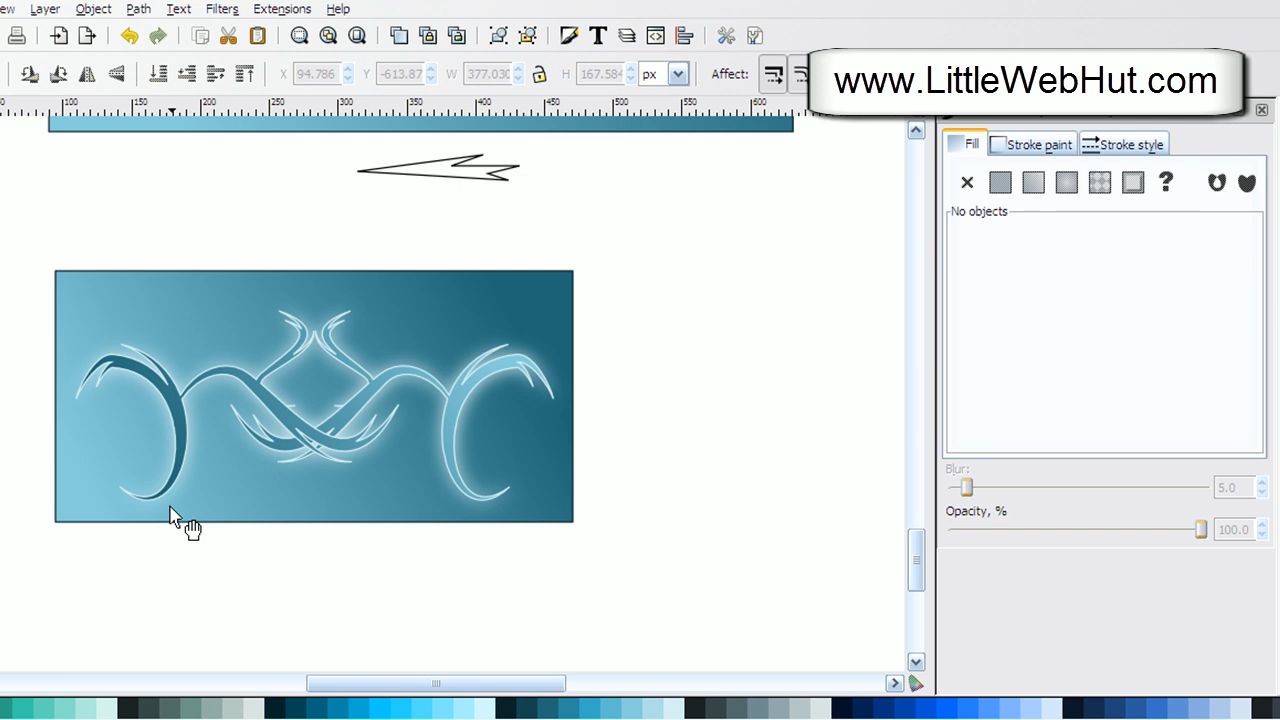 ew Layer Object Path Text Filters Extensions Help
X 94.786 Y -613.87 W 377.030 H 167.584 px Affect:
www.LittleWebHut.com
100 150 200 250 300 350 400 450 500 550 600
Fill Stroke paint Stroke style
?
No objects
Blur:
5.0
Opacity, %
100.0